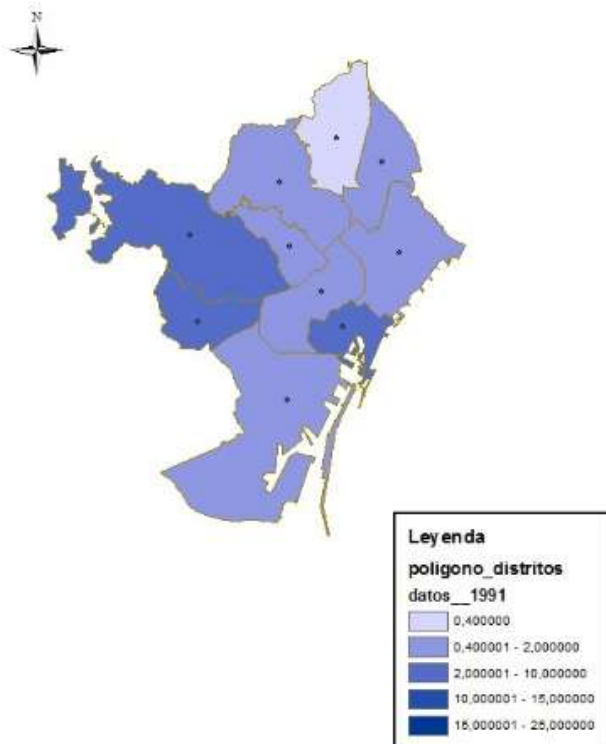 N
Leyenda
poligono_distritos
datos__1991
0,400000
0,400001 - 2,000000
2,000001 - 10,000000
10,000001 - 15,000000
15,000001 - 25,000000